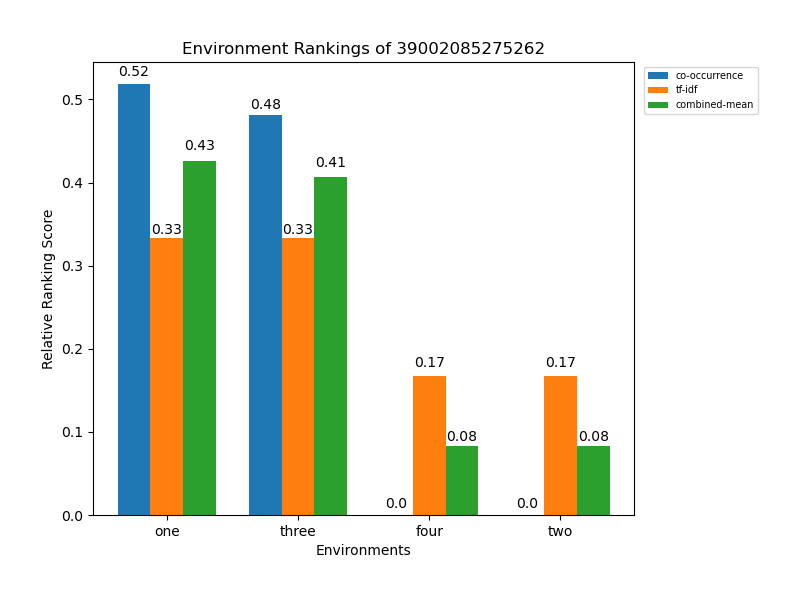 Environment Rankings of 39002085275262
co-occurrence
tf-idf
combined-mean
Relative Ranking Score
0.5
0.4
0.3
0.2
0.1
0.0
0.52
0.33
0.43
0.48
0.33
0.41
0.0
0.17
0.08
0.0
0.17
0.08
one three four two
Environments